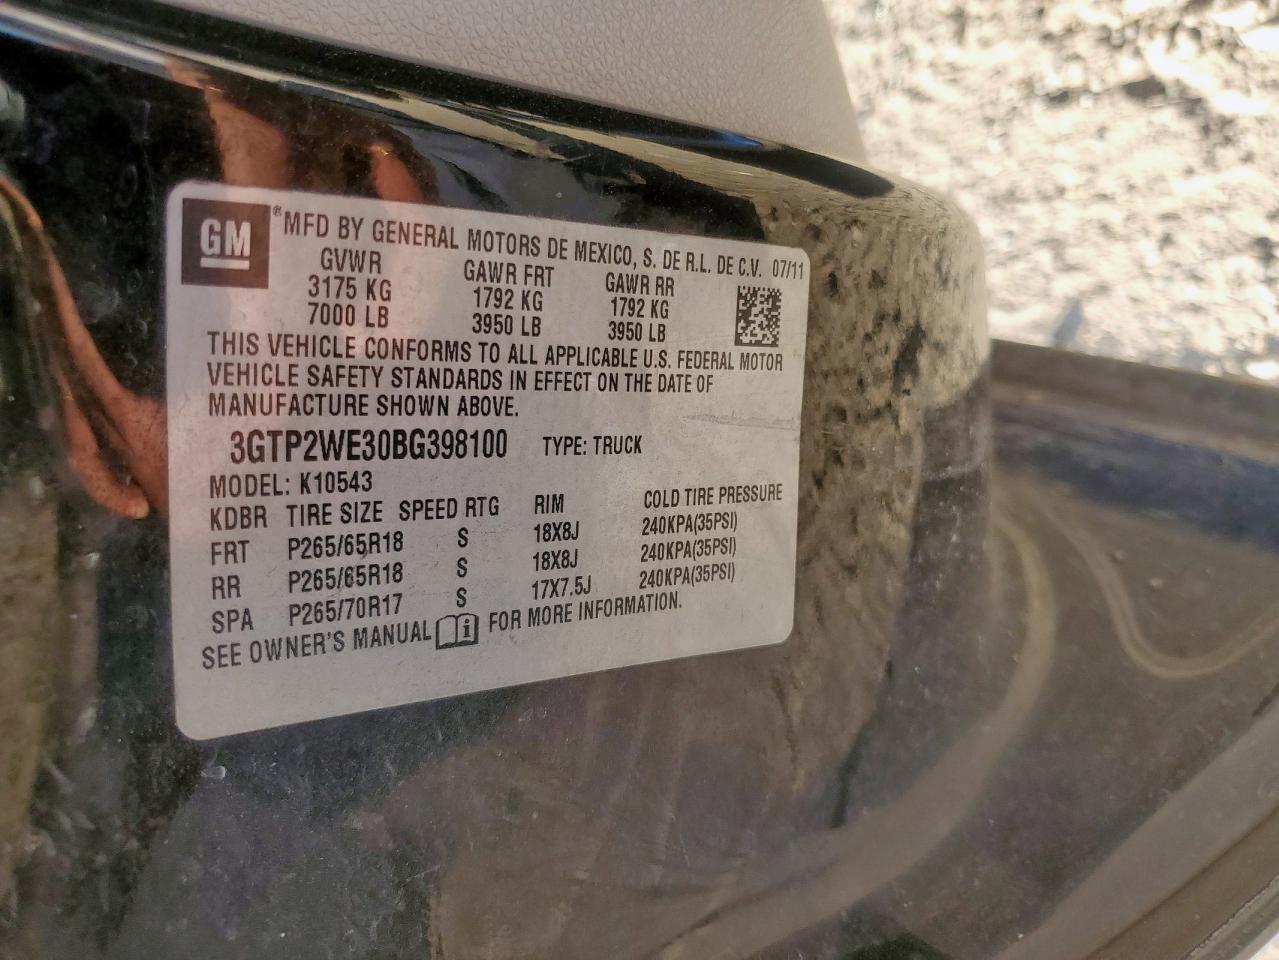 GM ® MFD BY GENERAL MOTORS DE MEXICO, S. DE R.L. DE C.V. 07/11
GVWR GAWR FRT GAWR RR
3175 KG 1792 KG 1792 KG
7000 LB 3950 LB 3950 LB
THIS VEHICLE CONFORMS TO ALL APPLICABLE U.S. FEDERAL MOTOR
VEHICLE SAFETY STANDARDS IN EFFECT ON THE DATE OF
MANUFACTURE SHOWN ABOVE.
3GTP2WE30BG398100 TYPE: TRUCK
MODEL: K10543
KDBR TIRE SIZE SPEED RTG RIM COLD TIRE PRESSURE
FRT P265/65R18 S 18X8J 240KPA(35PSI)
RR P265/65R18 S 18X8J 240KPA(35PSI)
SPA P265/70R17 S 17X7.5J 240KPA(35PSI)
SEE OWNER'S MANUAL i FOR MORE INFORMATION.